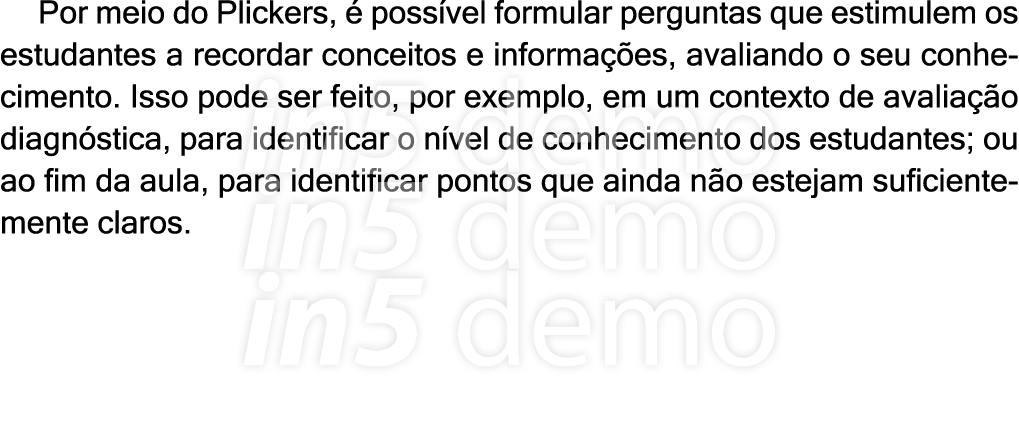 Por meio do Plickers, é possível formular perguntas que estimulem os
estudantes a recordar conceitos e informações, avaliando o seu conhe-
cimento. Isso pode ser feito, por exemplo, em um contexto de avaliação
diagnóstica, para identificar o nível de conhecimento dos estudantes; ou
ao fim da aula, para identificar pontos que ainda não estejam suficiente-
mente claros.
in5 demo
in5 demo
in5 demo